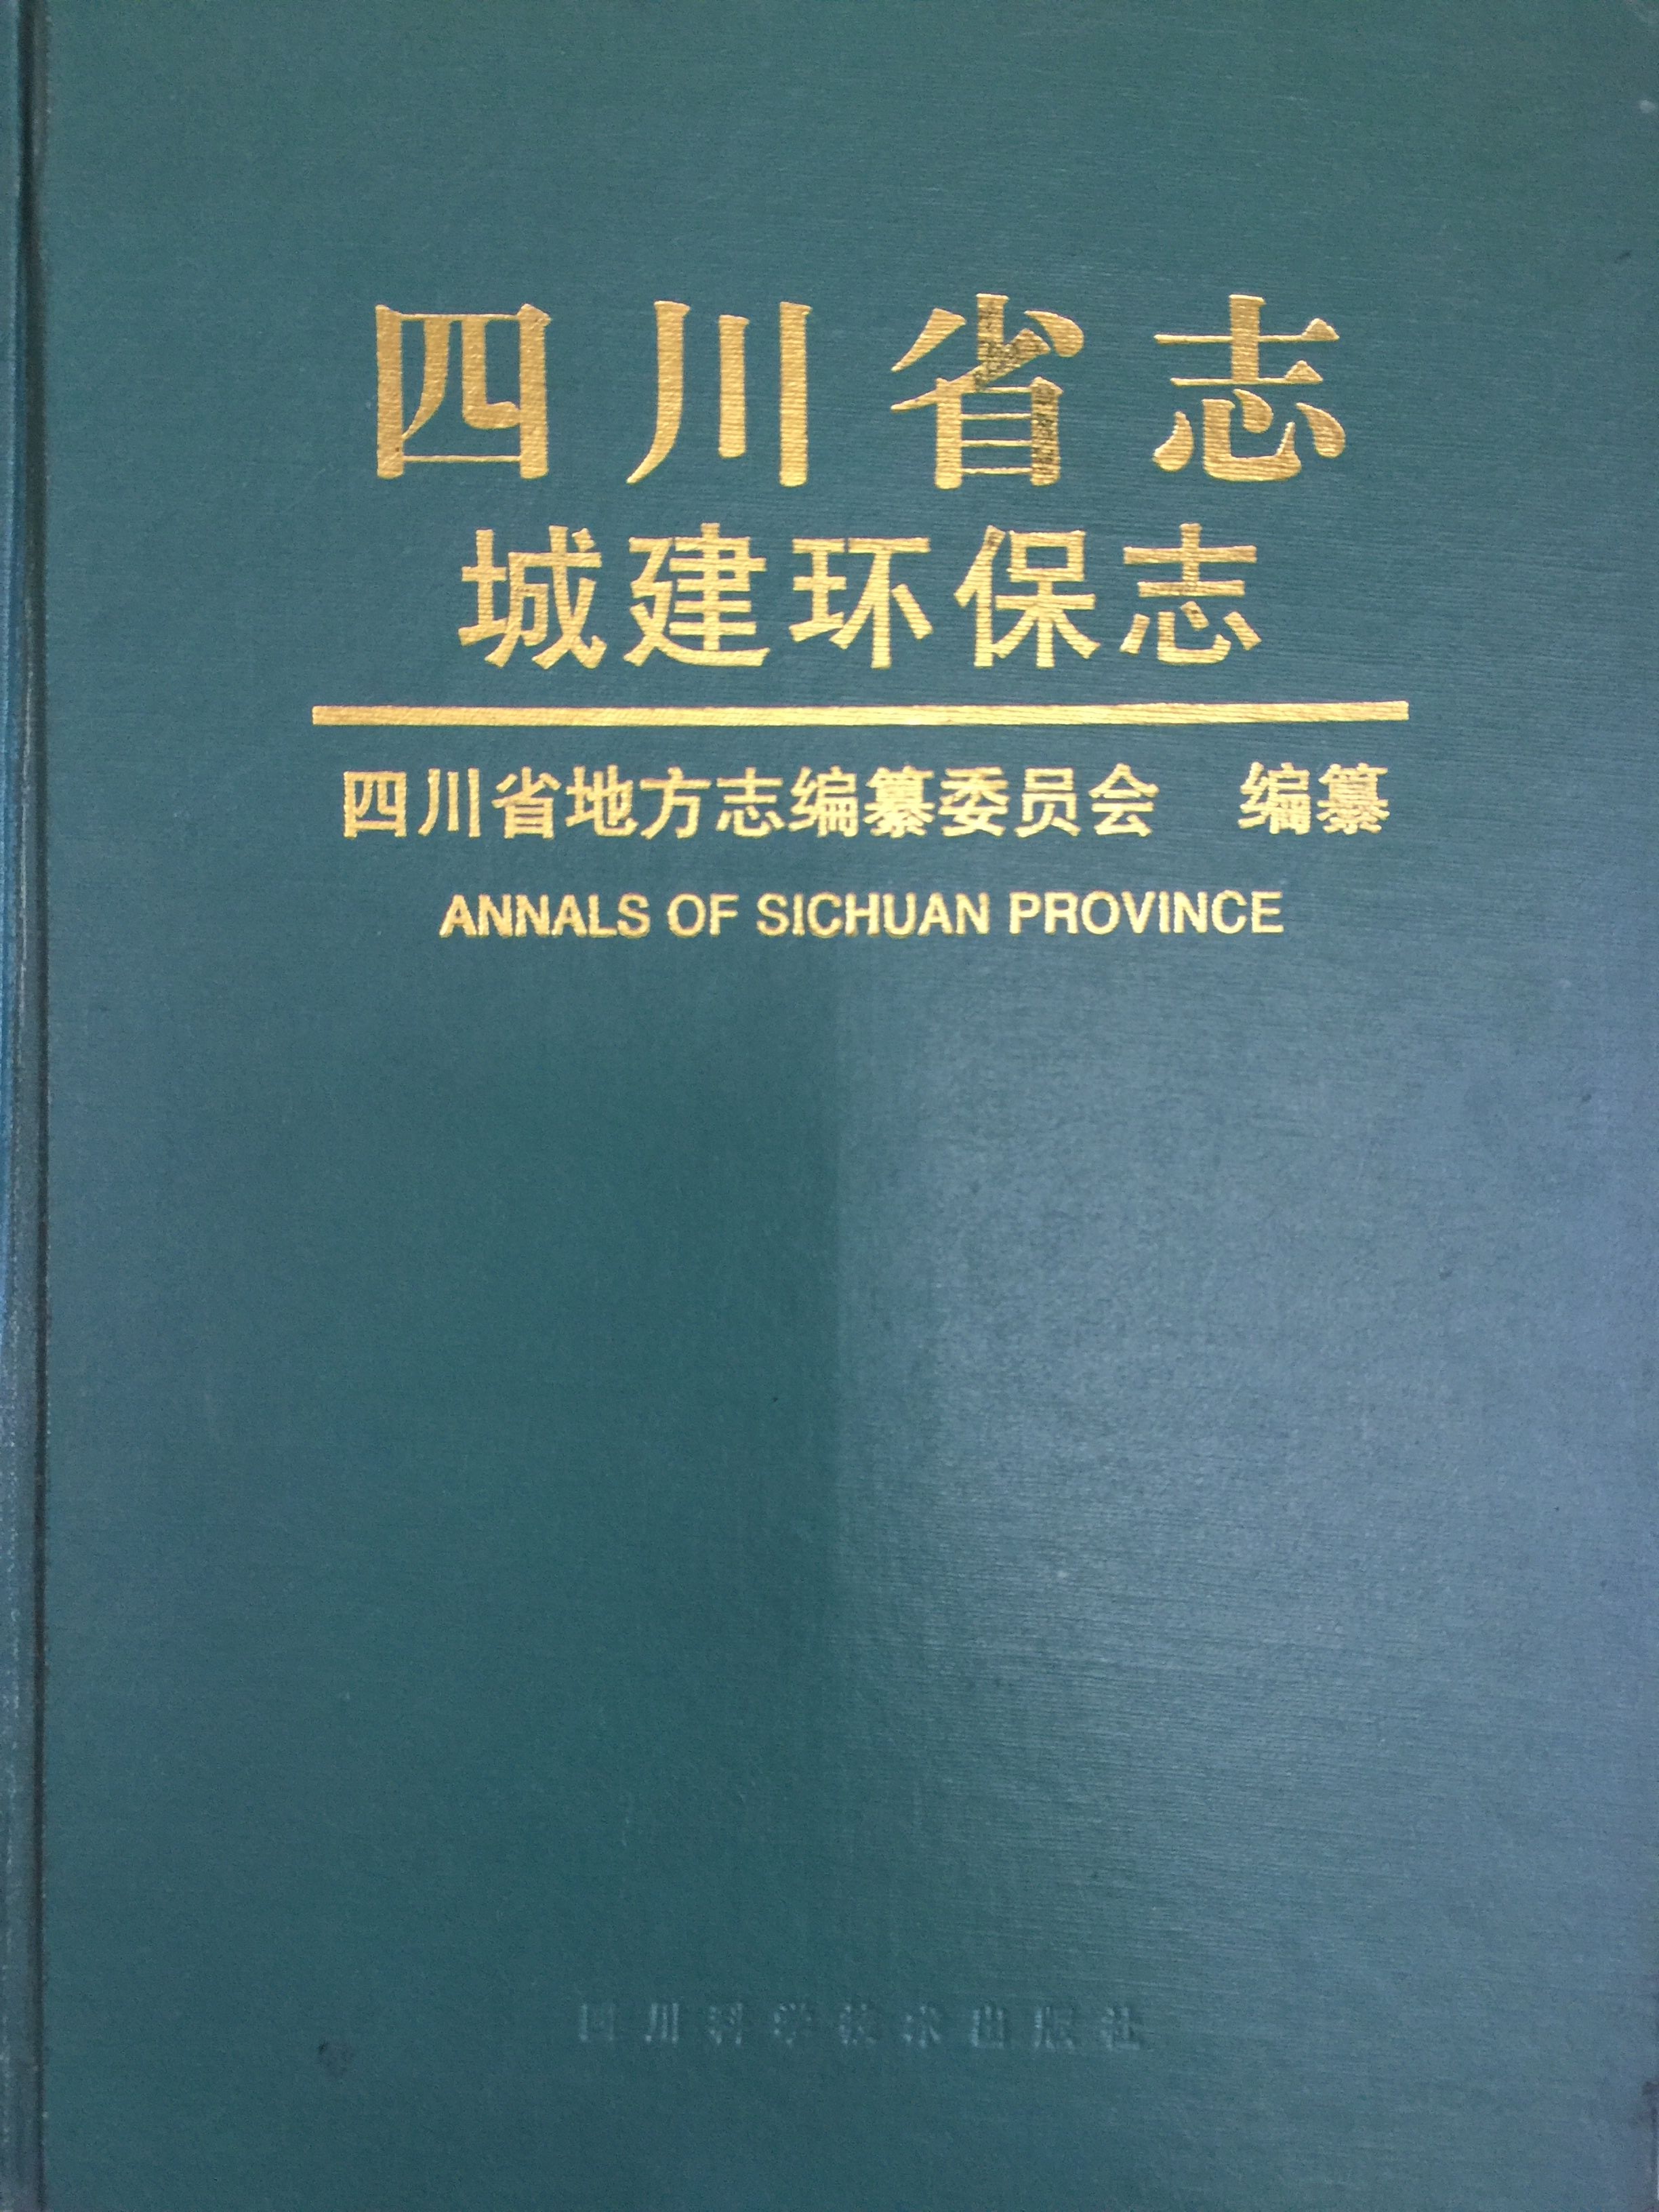 四川省志
城建环保志
四川省地方志编纂委员会 编纂
ANNALS OF SICHUAN PROVINCE
四川科学技术出版社